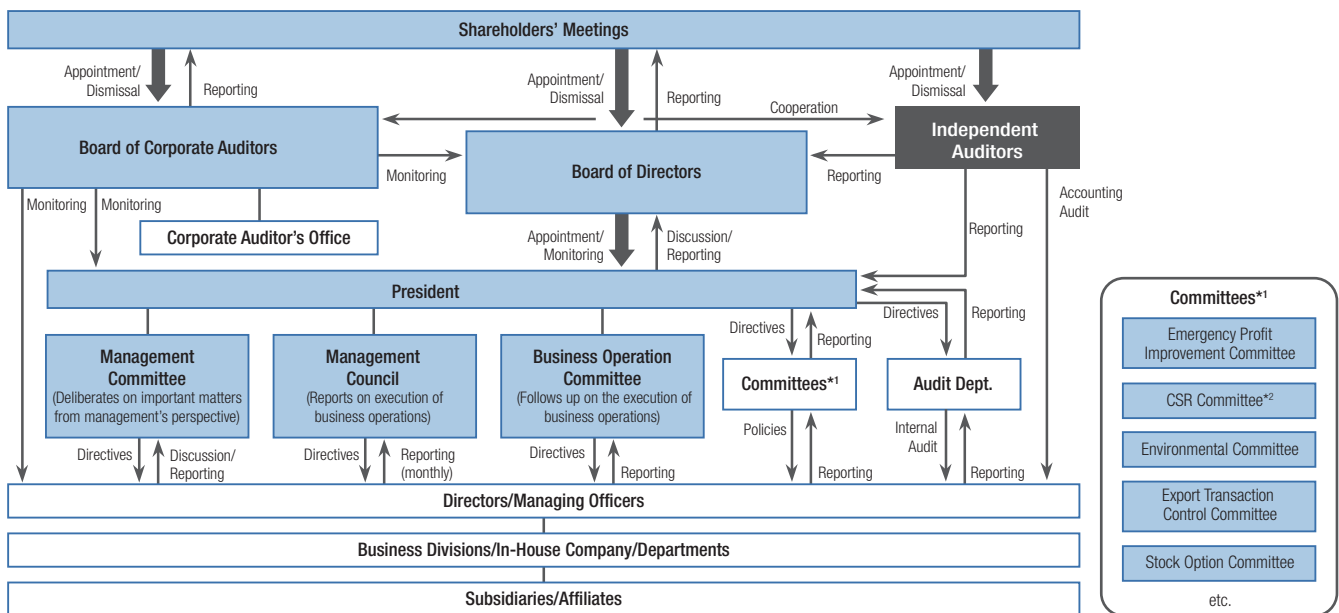 Shareholders’ Meetings
Appointment/
Dismissal
Reporting
Appointment/
Dismissal
Reporting
Appointment/
Dismissal
Cooperation
Board of Corporate Auditors
Independent
Auditors
Board of Directors
Monitoring
Reporting
Monitoring
Monitoring
Accounting
Audit
Corporate Auditor’s Office
Appointment/
Monitoring
Discussion/
Reporting
Reporting
President
Directives
Reporting
Directives
Reporting
Management
Committee
(Deliberates on important matters
from management’s perspective)
Management
Council
(Reports on execution of
business operations)
Business Operation
Committee
(Follows up on the execution of
business operations)
Committees*1
Audit Dept.
Directives
Discussion/
Reporting
Directives
Reporting
(monthly)
Directives
Reporting
Policies
Reporting
Internal
Audit
Reporting
Directors/Managing Officers
Business Divisions/In-House Company/Departments
Subsidiaries/Affiliates
Committees*1
Emergency Profit
Improvement Committee
CSR Committee*2
Environmental Committee
Export Transaction
Control Committee
Stock Option Committee
etc.